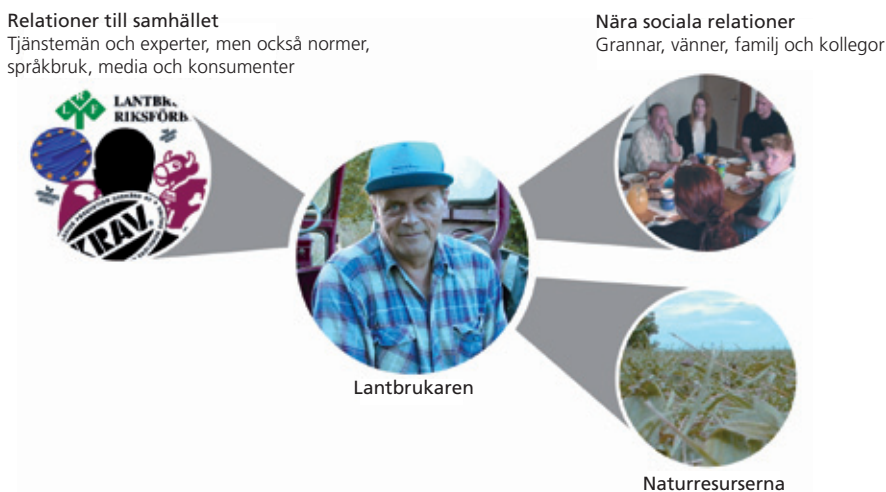 Relationer till samhället
Tjänstemän och experter, men också normer,
språkbruk, media och konsumenter
Nära sociala relationer
Grannar, vänner, familj och kollegor
LRF
LANTBR
RIKSFÖRB
KRAV
Lantbrukaren
Naturresurserna